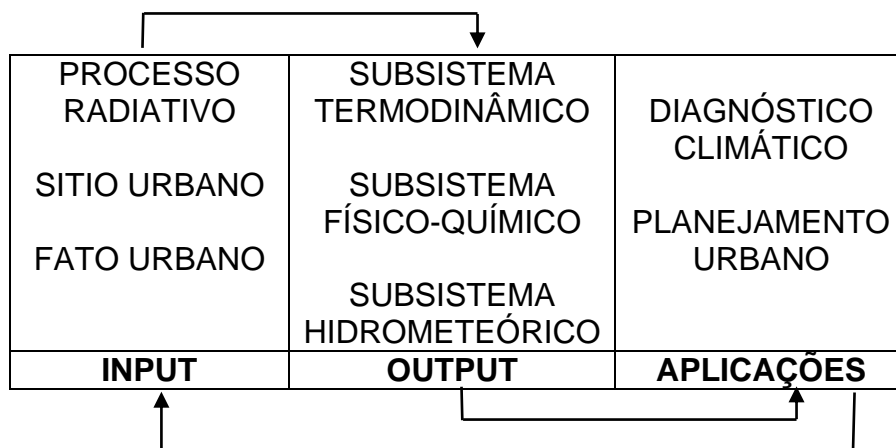 PROCESSO
RADIATIVO
SITIO URBANO
FATO URBANO
SUBSISTEMA
TERMODINÂMICO
SUBSISTEMA
FÍSICO-QUÍMICO
SUBSISTEMA
HIDROMETEÓRICO
DIAGNÓSTICO
CLIMÁTICO
PLANEJAMENTO
URBANO
INPUT
OUTPUT
APLICAÇÕES